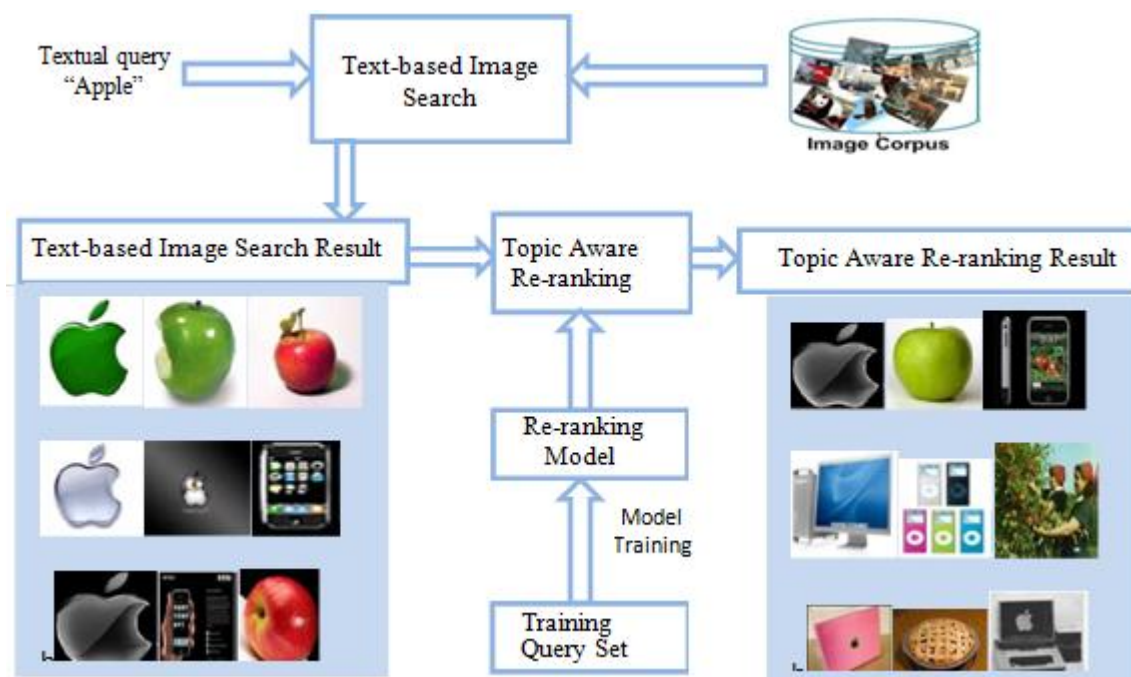 Textual query
“Apple”
Text-based Image
Search
Image Corpus
Text-based Image Search Result
Topic Aware
Re-ranking
Topic Aware Re-ranking Result
Re-ranking
Model
Model
Training
Training
Query Set